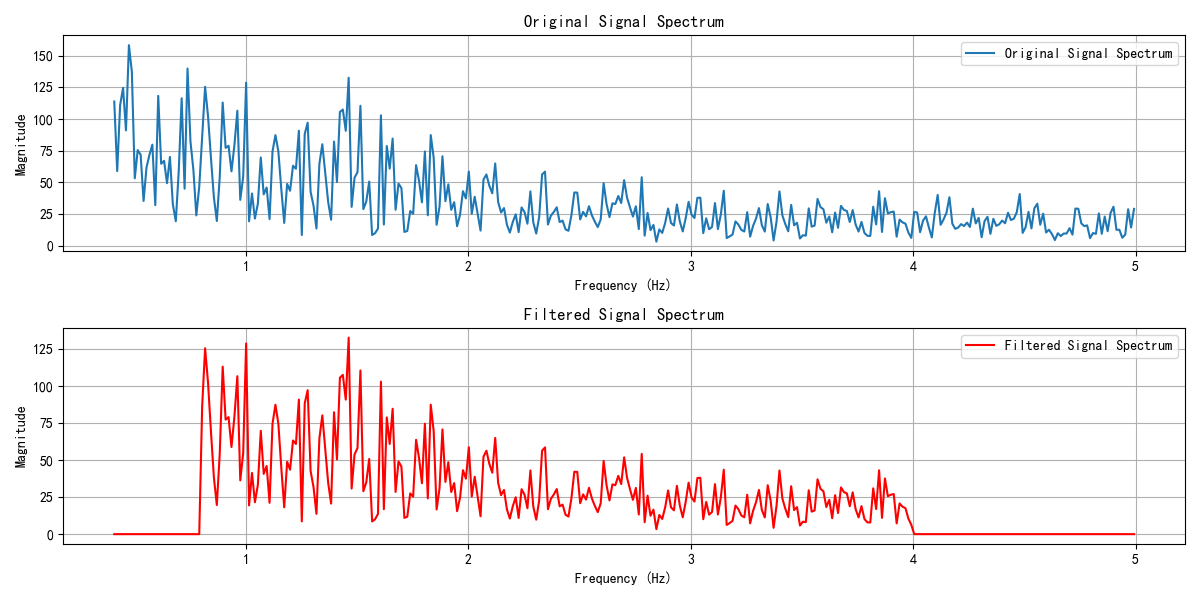 Original Signal Spectrum
Original Signal Spectrum
Magnitude
150
125
100
75
50
25
0
1 2 3 4 5
Frequency (Hz)
Filtered Signal Spectrum
Filtered Signal Spectrum
Magnitude
125
100
75
50
25
0
1 2 3 4 5
Frequency (Hz)